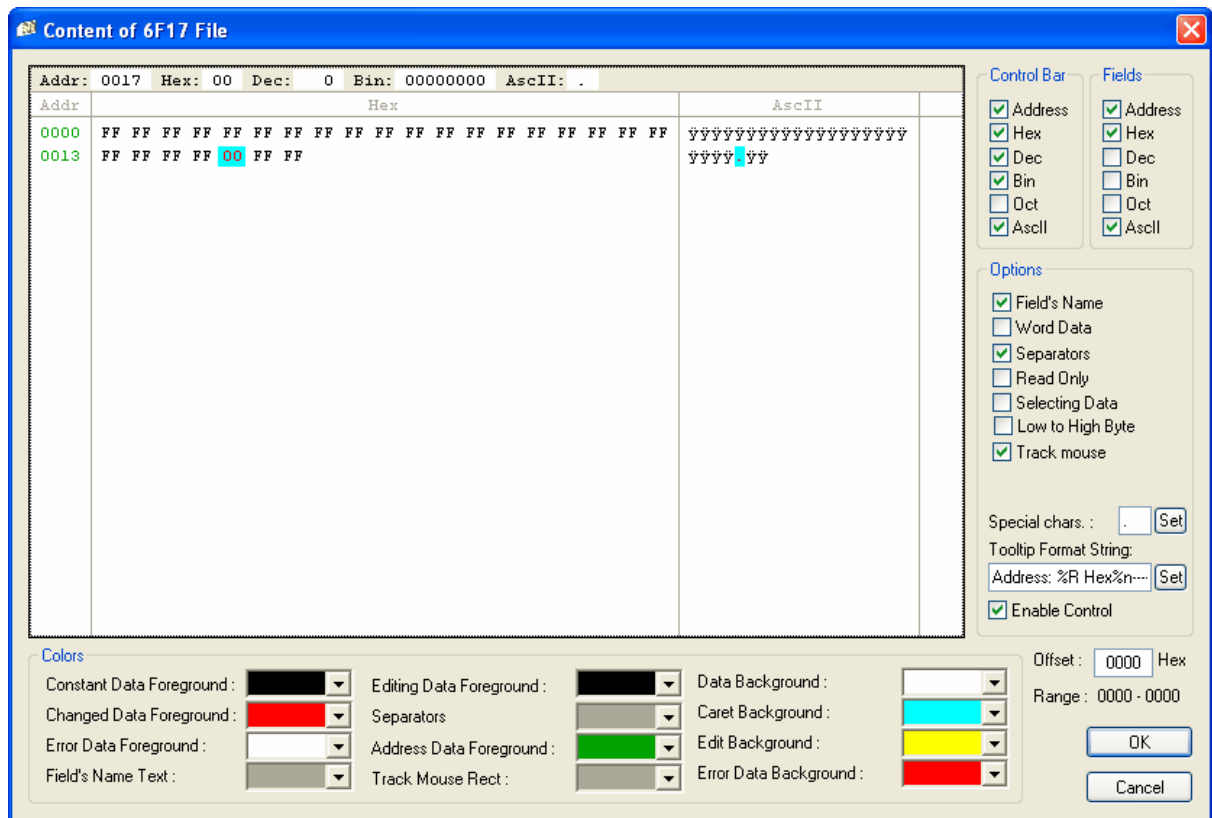 Content of 6F17 File
Addr: 0017 Hex: 00 Dec: 0 Bin: 00000000 AscII: .
Addr Hex AscII
0000 FF FF FF FF FF FF FF FF FF FF FF FF FF FF FF FF FF FF FF ÿÿÿÿÿÿÿÿÿÿÿÿÿÿÿÿÿÿÿ
0013 FF FF FF FF 00 FF FF ÿÿÿÿ.ÿÿ
Control Bar
Address
Hex
Dec
Bin
Oct
AscII
Fields
Address
Hex
Dec
Bin
Oct
AscII
Options
Field's Name
Word Data
Separators
Read Only
Selecting Data
Low to High Byte
Track mouse
Special chars. : . Set
Tooltip Format String:
Address: %R Hex%n---- Set
Enable Control
Colors
Constant Data Foreground :
Changed Data Foreground :
Error Data Foreground :
Field's Name Text :
Editing Data Foreground :
Separators
Address Data Foreground :
Track Mouse Rect :
Data Background :
Caret Background :
Edit Background :
Error Data Background :
Offset : 0000 Hex
Range : 0000 - 0000
OK
Cancel